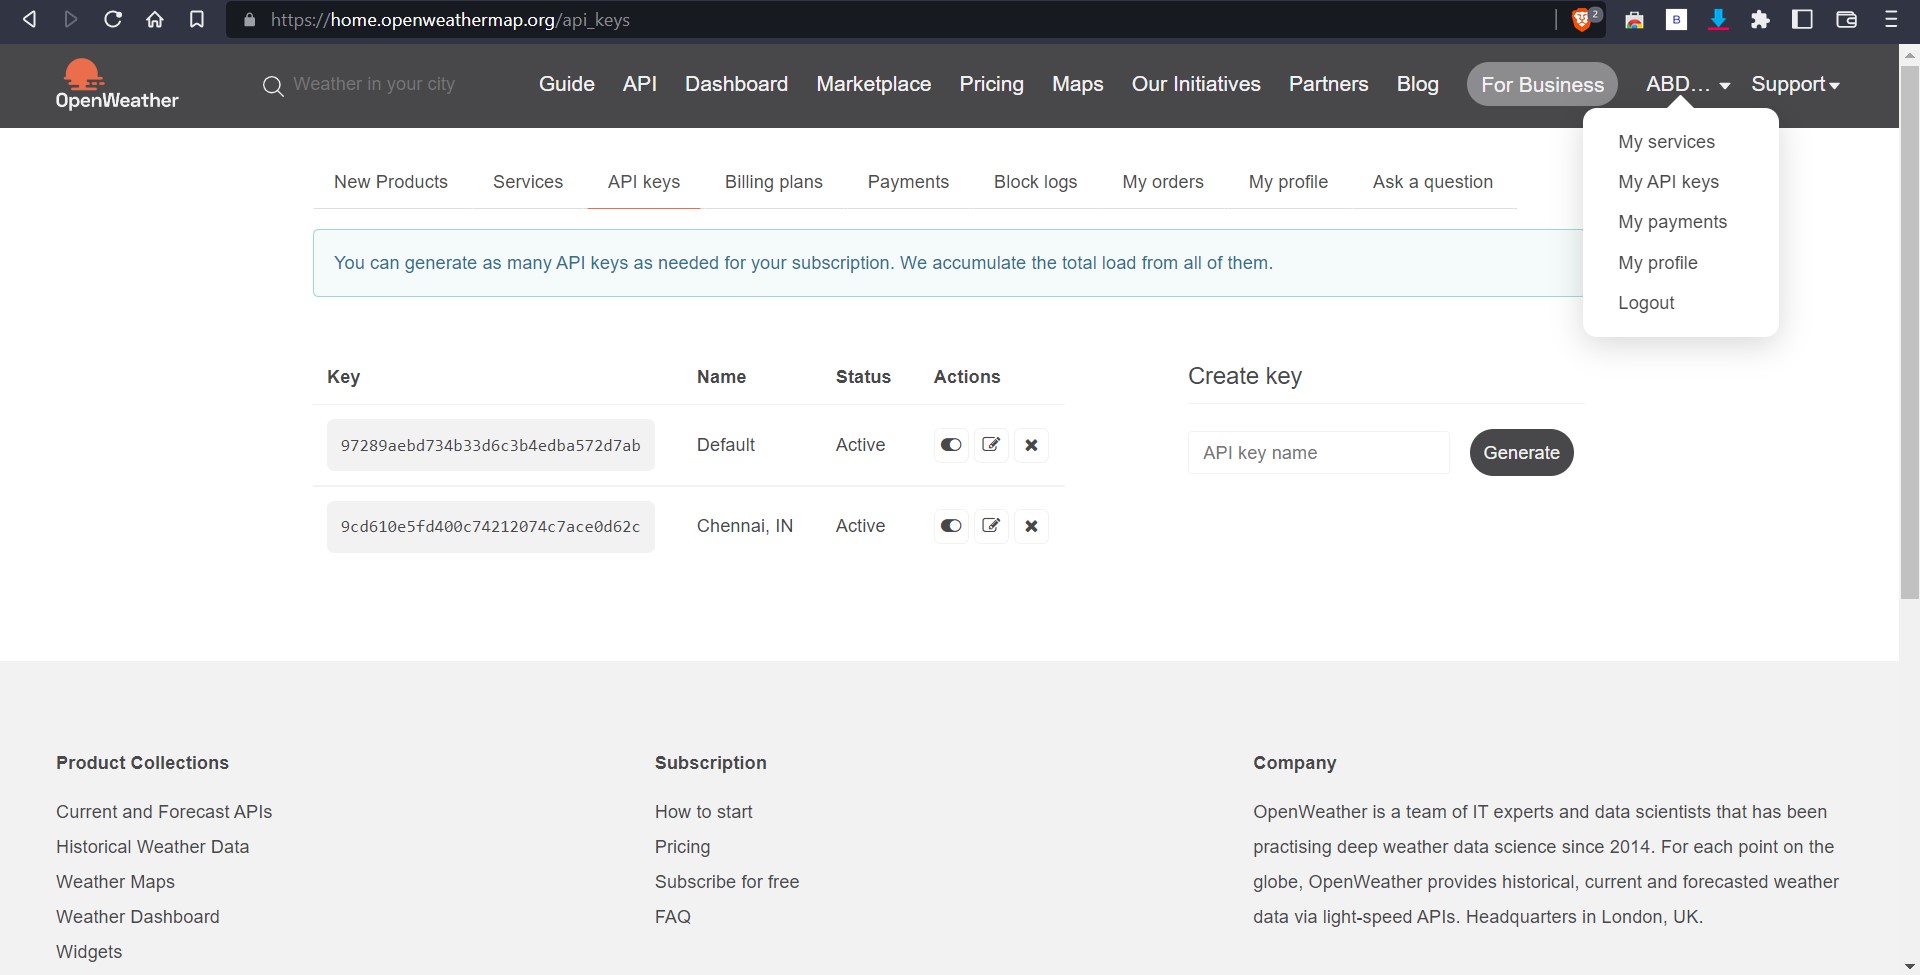 https://home.openweathermap.org/api_keys
2
B
OpenWeather
Weather in your city
Guide
API
Dashboard
Marketplace
Pricing
Maps
Our Initiatives
Partners
Blog
For Business
ABD...
Support
My services
My API keys
My payments
My profile
Logout
New Products
Services
API keys
Billing plans
Payments
Block logs
My orders
My profile
Ask a question
You can generate as many API keys as needed for your subscription. We accumulate the total load from all of them.
Key Name Status Actions
97289aebd734b33d6c3b4edba572d7ab Default Active
9cd610e5fd400c74212074c7ace0d62c Chennai, IN Active
Create key
API key name
Generate
Product Collections
Current and Forecast APIs
Historical Weather Data
Weather Maps
Weather Dashboard
Widgets
Subscription
How to start
Pricing
Subscribe for free
FAQ
Company
OpenWeather is a team of IT experts and data scientists that has been
practising deep weather data science since 2014. For each point on the
globe, OpenWeather provides historical, current and forecasted weather
data via light-speed APIs. Headquarters in London, UK.